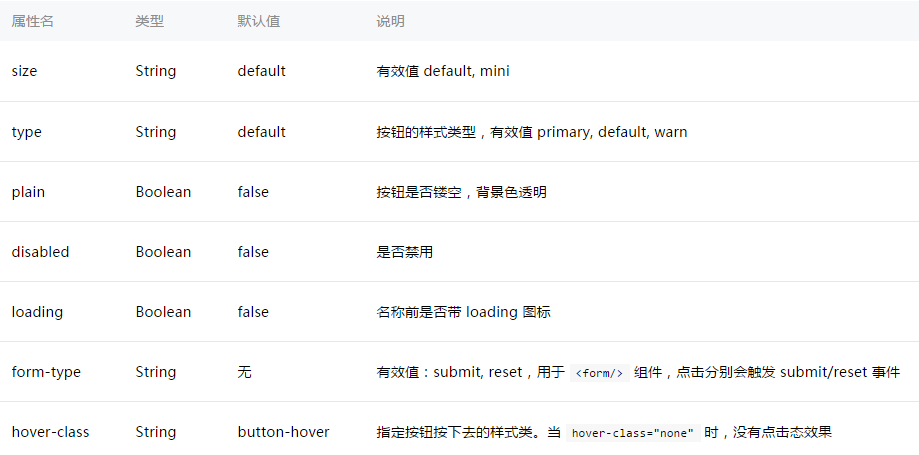 属性名 类型 默认值 说明
size String default 有效值 default, mini
type String default 按钮的样式类型，有效值 primary, default, warn
plain Boolean false 按钮是否镂空，背景色透明
disabled Boolean false 是否禁用
loading Boolean false 名称前是否带 loading 图标
form-type String 无 有效值：submit, reset，用于 <form/> 组件，点击分别会触发 submit/reset 事件
hover-class String button-hover 指定按钮按下去的样式类。当 hover-class="none" 时，没有点击态效果